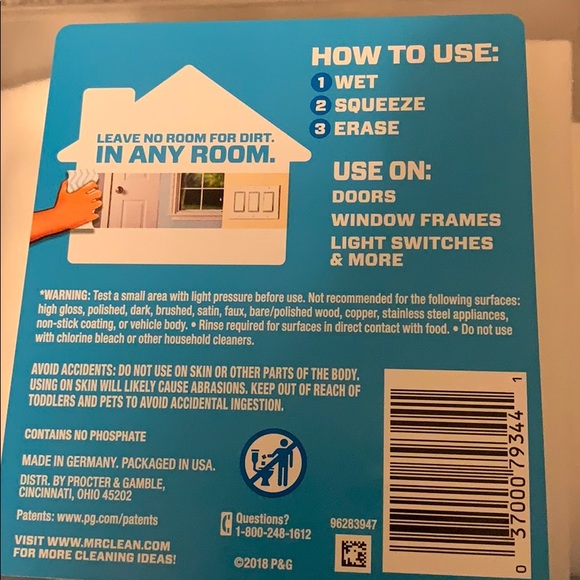 HOW TO USE:
1 WET
2 SQUEEZE
3 ERASE
LEAVE NO ROOM FOR DIRT.
IN ANY ROOM.
USE ON:
DOORS
WINDOW FRAMES
LIGHT SWITCHES
& MORE
*WARNING: Test a small area with light pressure before use. Not recommended for the following surfaces:
high gloss, polished, dark, brushed, satin, faux, bare/polished wood, copper, stainless steel appliances,
non-stick coating, or vehicle body. • Rinse required for surfaces in direct contact with food. • Do not use
with chlorine bleach or other household cleaners.
AVOID ACCIDENTS: DO NOT USE ON SKIN OR OTHER PARTS OF THE BODY.
USING ON SKIN WILL LIKELY CAUSE ABRASIONS. KEEP OUT OF REACH OF
TODDLERS AND PETS TO AVOID ACCIDENTAL INGESTION.
CONTAINS NO PHOSPHATE
MADE IN GERMANY. PACKAGED IN USA.
DISTR. BY PROCTER & GAMBLE,
CINCINNATI, OHIO 45202
Patents: www.pg.com/patents
VISIT WWW.MRCLEAN.COM
FOR MORE CLEANING IDEAS!
Questions?
1-800-248-1612
©2018 P&G
96283947
0 37000 79344 1